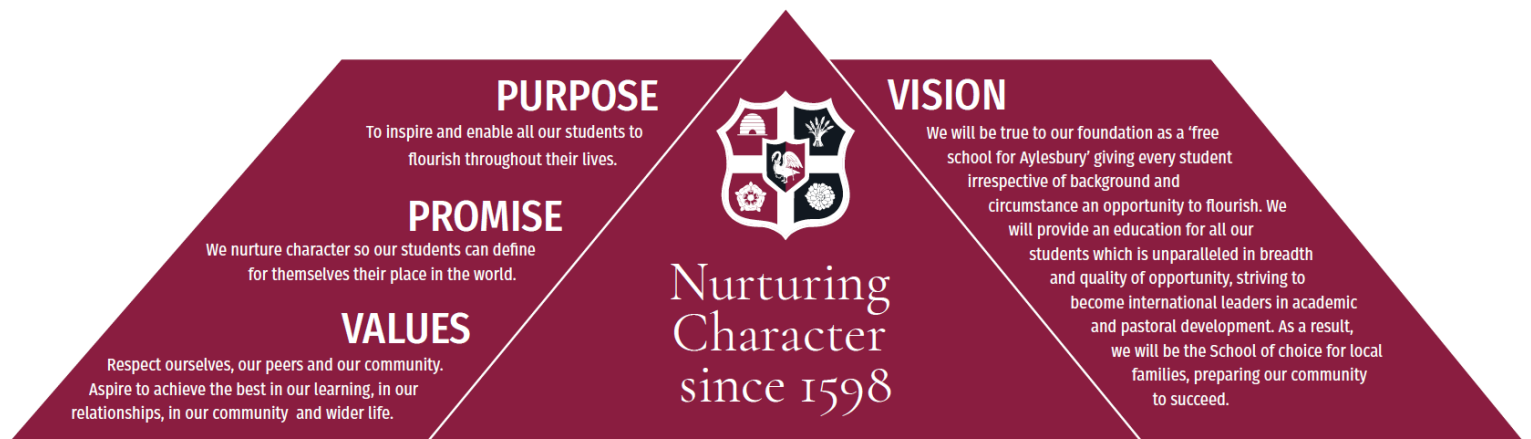 PURPOSE
To inspire and enable all our students to
flourish throughout their lives.
PROMISE
We nurture character so our students can define
for themselves their place in the world.
VALUES
Respect ourselves, our peers and our community.
Aspire to achieve the best in our learning, in our
relationships, in our community and wider life.
Nurturing
Character
since 1598
VISION
We will be true to our foundation as a ‘free
school for Aylesbury’ giving every student
irrespective of background and
circumstance an opportunity to flourish. We
will provide an education for all our
students which is unparalleled in breadth
and quality of opportunity, striving to
become international leaders in academic
and pastoral development. As a result,
we will be the School of choice for local
families, preparing our community
to succeed.